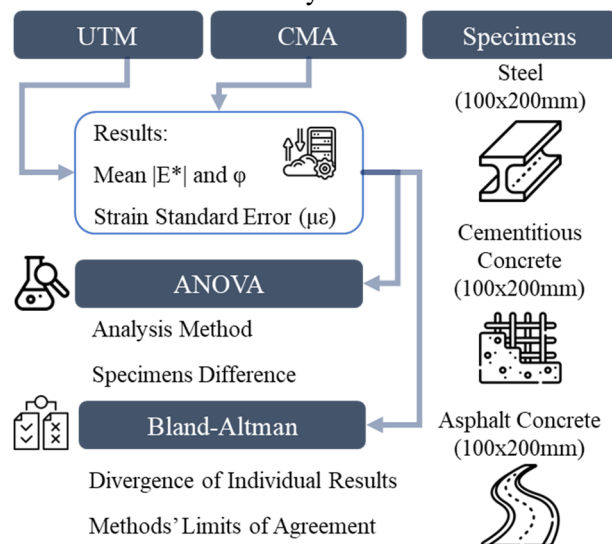 UTM
CMA
Results:
Mean |E*| and φ
Strain Standard Error (με)
ANOVA
Analysis Method
Specimens Difference
Bland-Altman
Divergence of Individual Results
Methods' Limits of Agreement
Specimens
Steel
(100x200mm)
Cementitious
Concrete
(100x200mm)
Asphalt Concrete
(100x200mm)